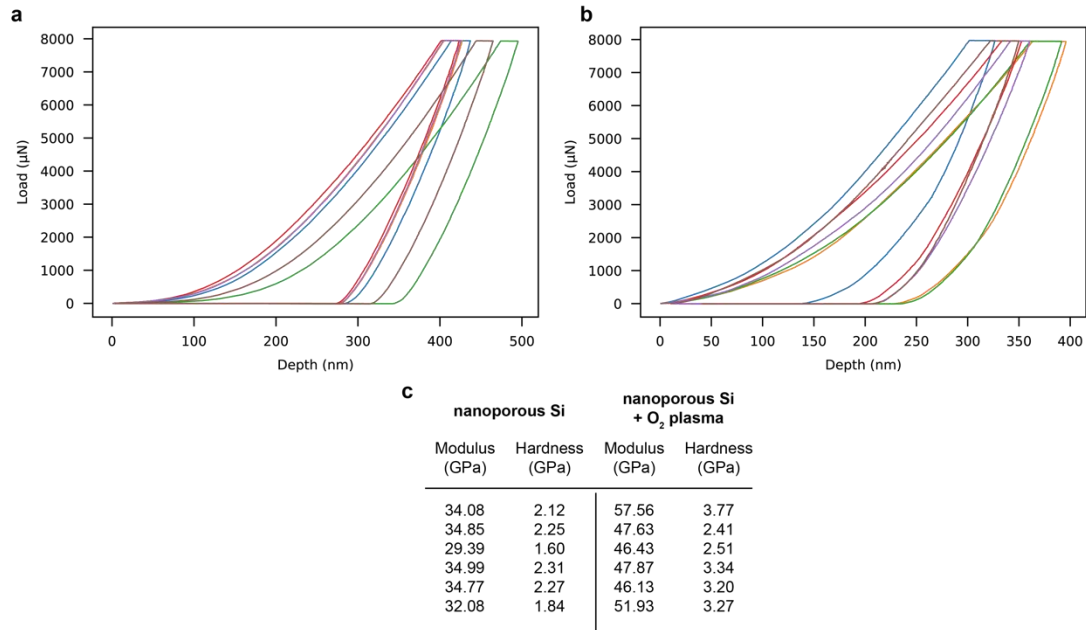 a
b
8000
7000
6000
5000
4000
3000
2000
1000
0
Load (µN)
0 100 200 300 400 500
Depth (nm)
8000
7000
6000
5000
4000
3000
2000
1000
0
Load (µN)
0 50 100 150 200 250 300 350 400
Depth (nm)
c
nanoporous Si nanoporous Si
+ O₂ plasma
Modulus Hardness Modulus Hardness
(GPa) (GPa) (GPa) (GPa)
34.08 2.12 57.56 3.77
34.85 2.25 47.63 2.41
29.39 1.60 46.43 2.51
34.99 2.31 47.87 3.34
34.77 2.27 46.13 3.20
32.08 1.84 51.93 3.27